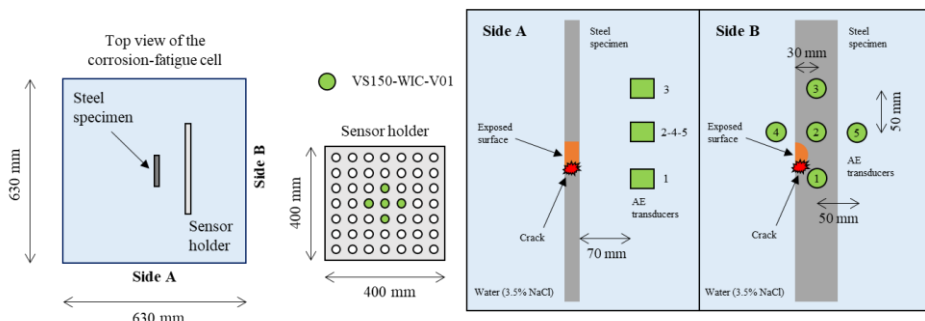 Top view of the
corrosion-fatigue cell
Steel
specimen
630 mm
Side B
Sensor
holder
Side A
630 mm
VS150-WIC-V01
Sensor holder
400 mm
400 mm
Side A
Steel
specimen
3
Exposed
surface
2-4-5
1
AE
transducers
Crack
70 mm
Water (3.5% NaCl)
Side B
Steel
specimen
30 mm
3
50 mm
4
2
5
Exposed
surface
AE
transducers
1
50 mm
Crack
Water (3.5% NaCl)